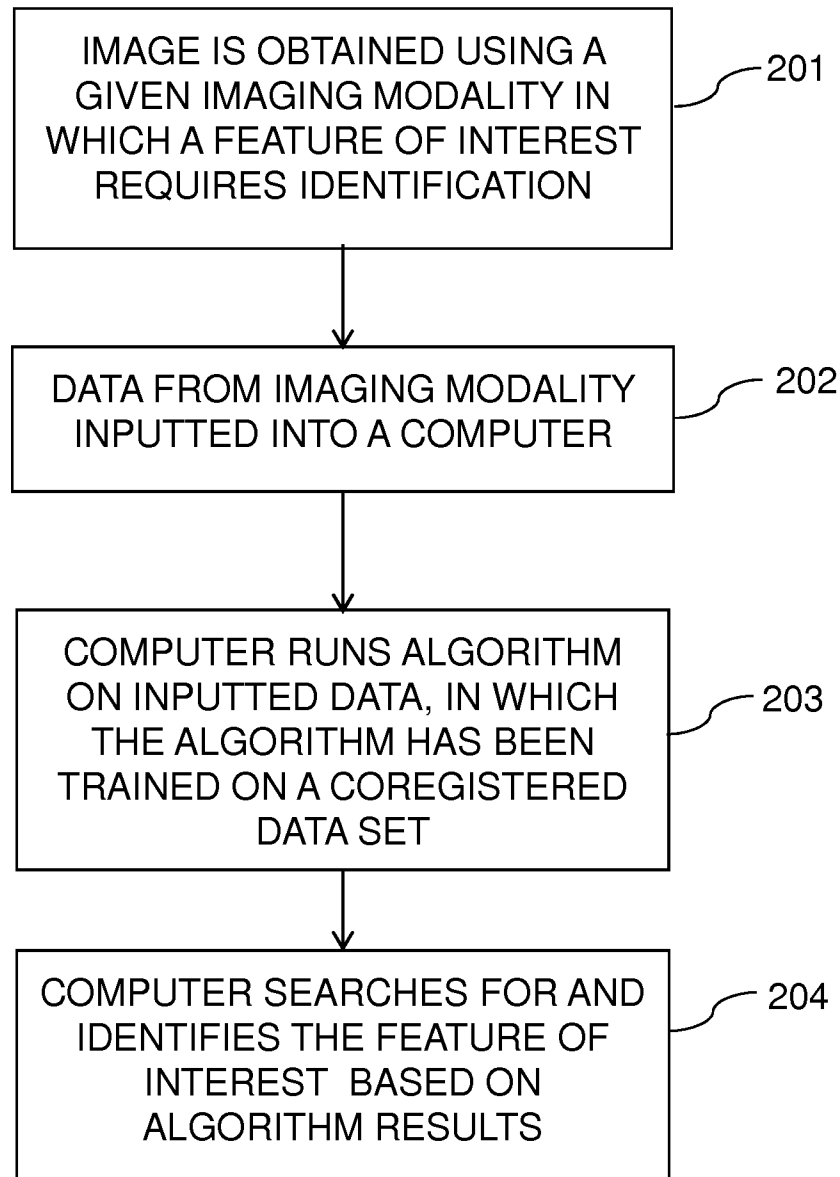 IMAGE IS OBTAINED USING A
GIVEN IMAGING MODALITY IN
WHICH A FEATURE OF INTEREST
REQUIRES IDENTIFICATION
201
DATA FROM IMAGING MODALITY
INPUTTED INTO A COMPUTER
202
COMPUTER RUNS ALGORITHM
ON INPUTTED DATA, IN WHICH
THE ALGORITHM HAS BEEN
TRAINED ON A COREGISTERED
DATA SET
203
COMPUTER SEARCHES FOR AND
IDENTIFIES THE FEATURE OF
INTEREST BASED ON
ALGORITHM RESULTS
204